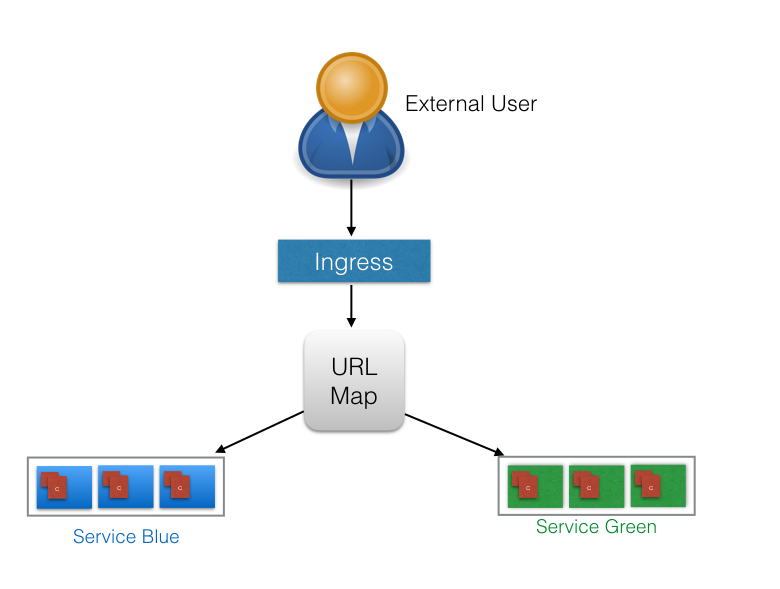 External User
Ingress
URL
Map
C C C
C C C
Service Blue
Service Green